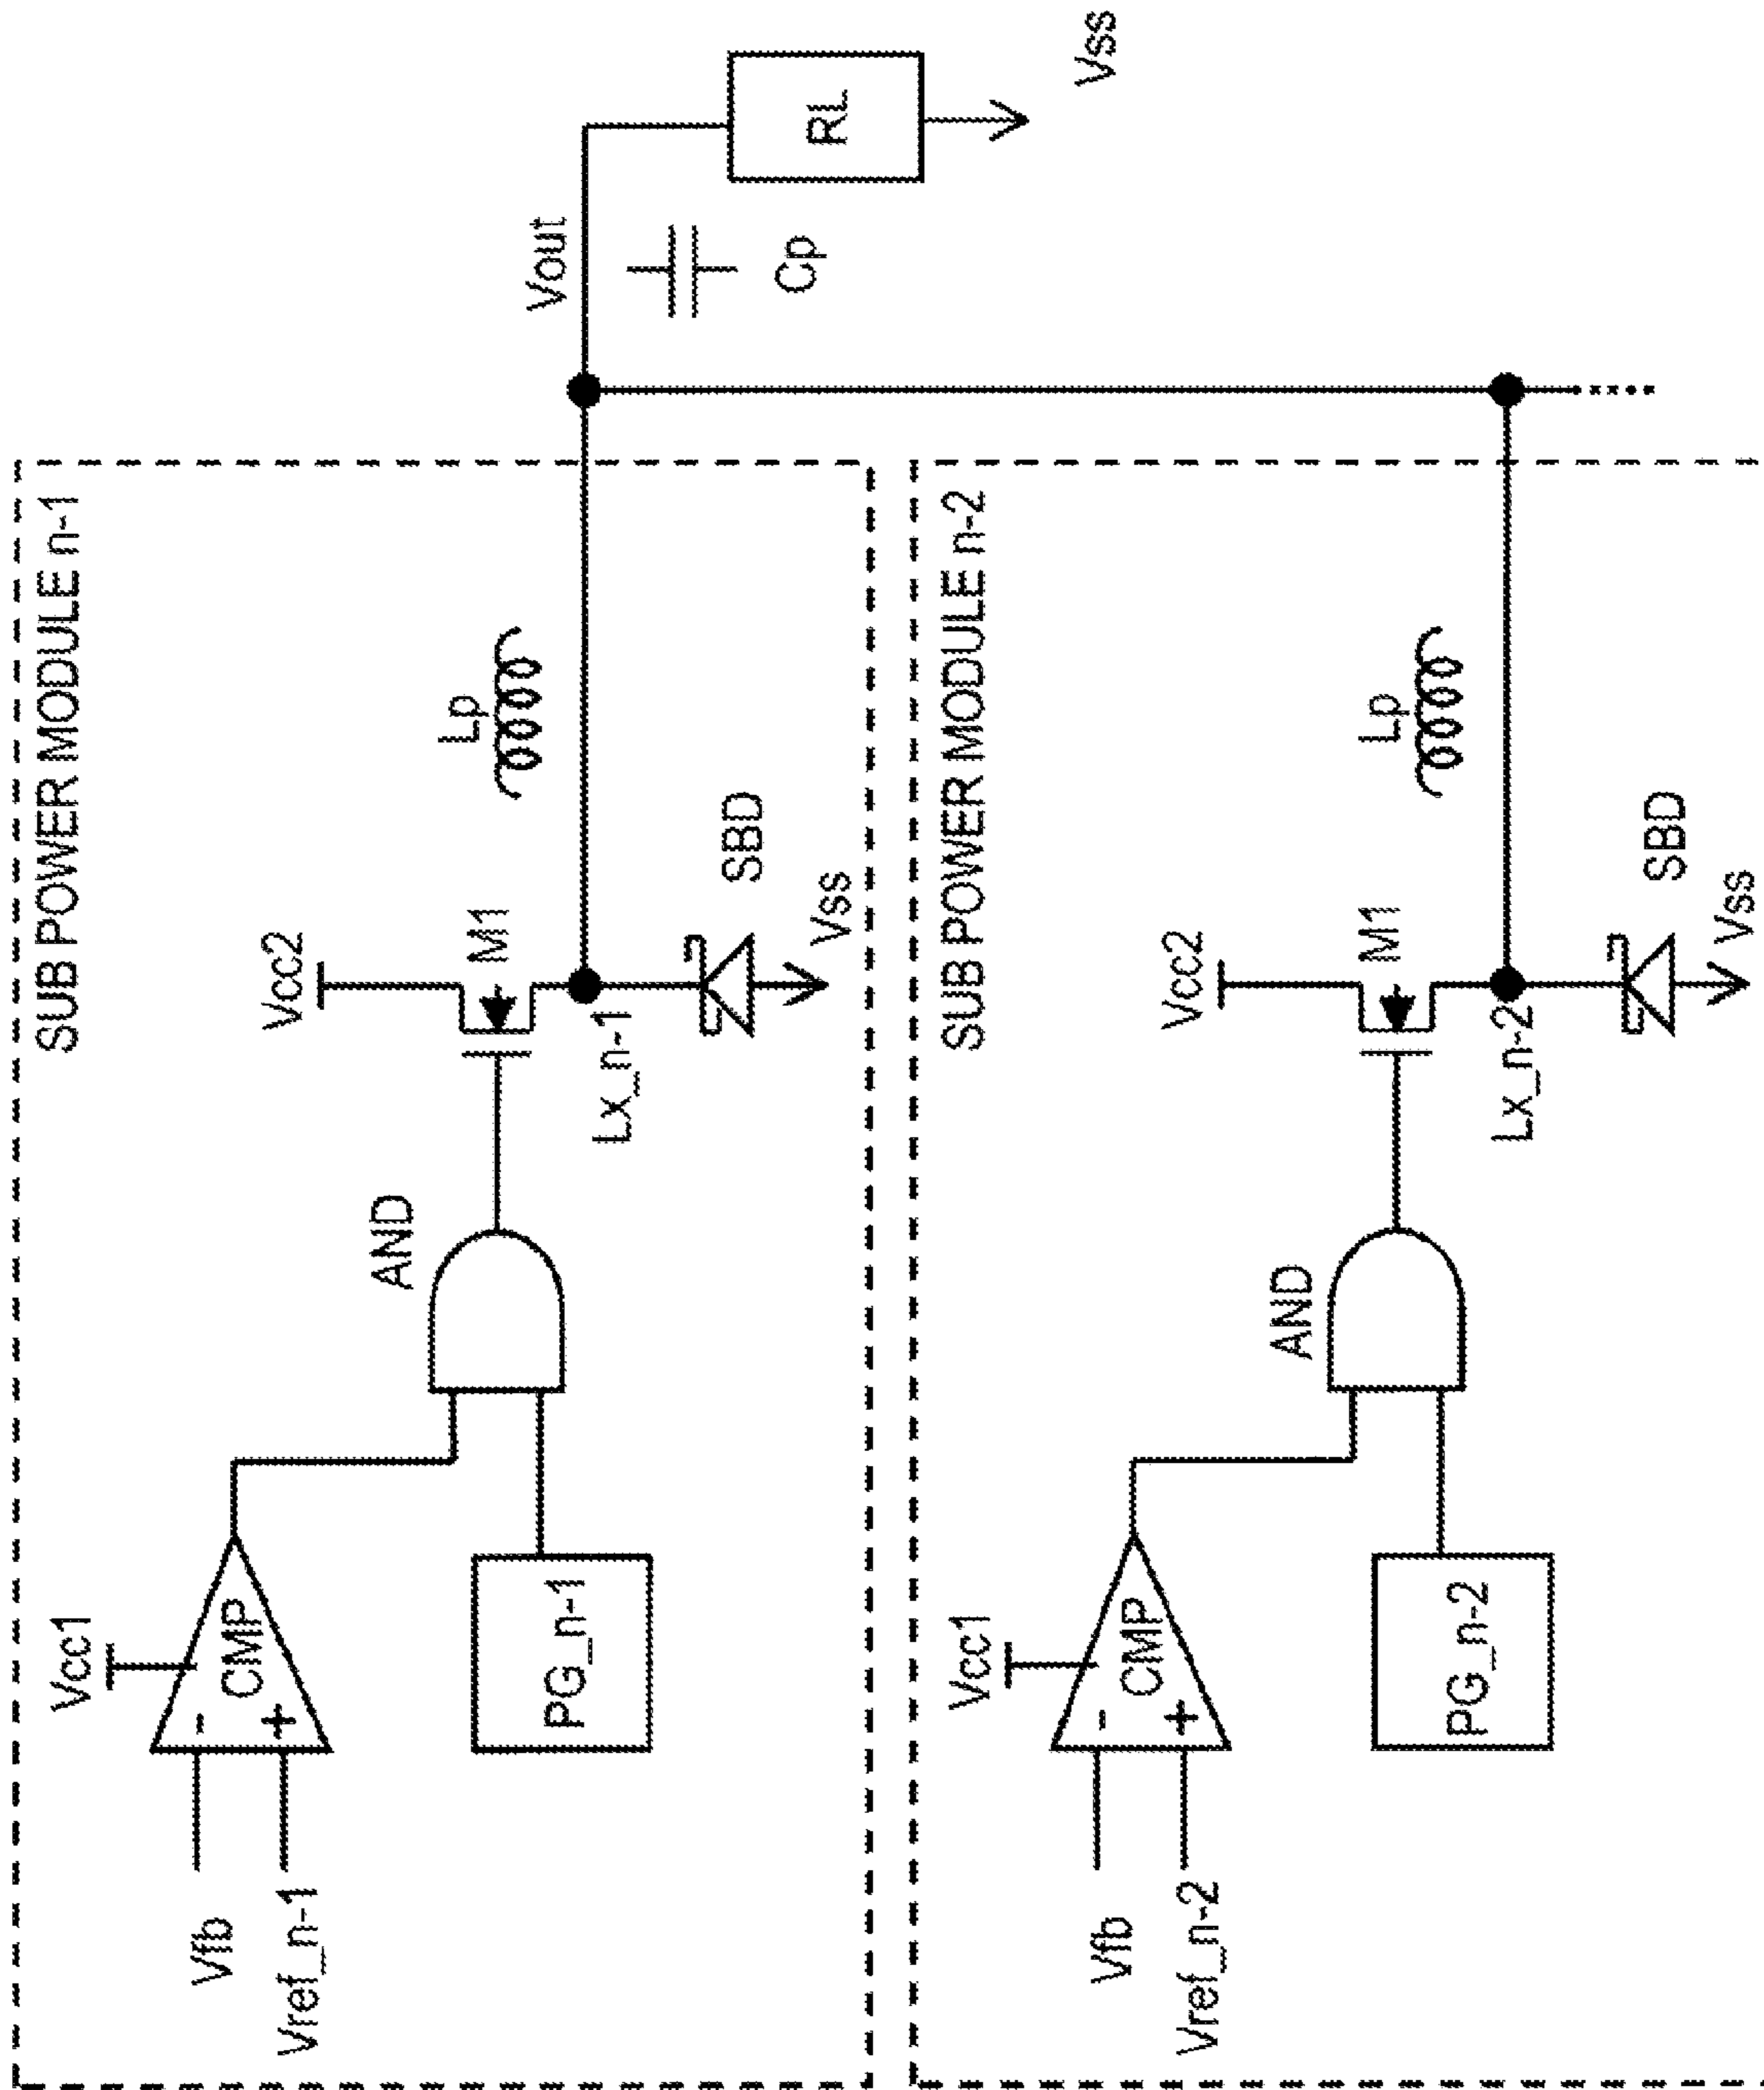 SUB POWER MODULE n-1
Vcc1
Vcc2
Vfb
-
CMP
+
Vref_n-1
AND
M1
Lp
Vout
PG_n-1
Lx_n-1
SBD
Vss
Cp
RL
Vss
SUB POWER MODULE n-2
Vcc1
Vcc2
Vfb
-
CMP
+
Vref_n-2
AND
M1
Lp
PG_n-2
Lx_n-2
SBD
Vss